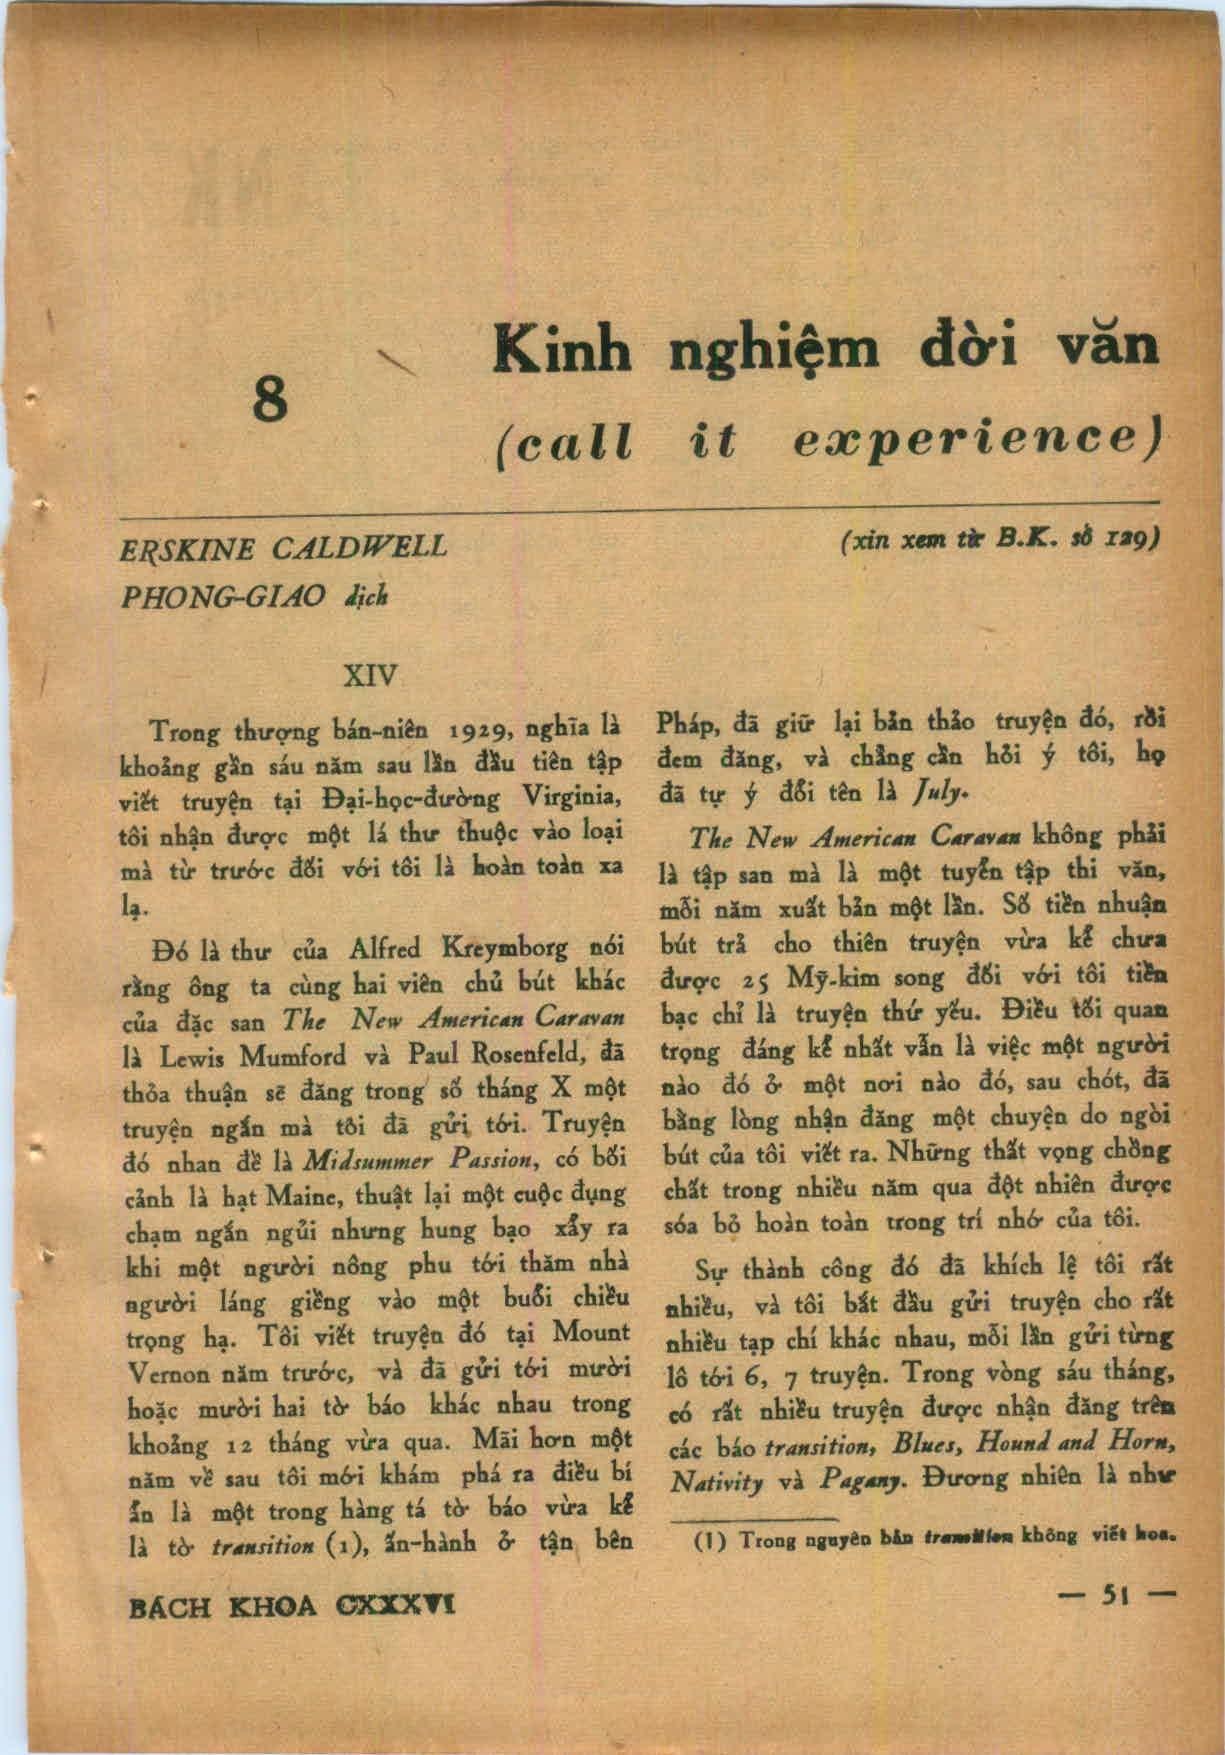 8
Kinh nghiệm đời văn
(call it experience)
ERSKINE CALDWELL
PHONG-GIAO dịch
(xin xem từ B.K. số 129)
XIV
Trong thượng bán-niên 1929, nghĩa là
khoảng gần sáu năm sau lần đầu tiên tập
viết truyện tại Đại-học-đường Virginia,
tôi nhận được một lá thư thuộc vào loại
mà từ trước đối với tôi là hoàn toàn xa
lạ.
Đó là thư của Alfred Kreymborg nói
rằng ông ta cùng hai viên chủ bút khác
của đặc san The New American Caravan
là Lewis Mumford và Paul Rosenfeld, đã
thỏa thuận sẽ đăng trong số tháng X một
truyện ngắn mà tôi đã gửi tới. Truyện
đó nhan đề là Midsummer Passion, có bối
cảnh là hạt Maine, thuật lại một cuộc đụng
chạm ngắn ngủi nhưng hung bạo xẩy ra
khi một người nông phu tới thăm nhà
người láng giềng vào một buổi chiều
trọng hạ. Tôi viết truyện đó tại Mount
Vernon năm trước, và đã gửi tới mười
hoặc mười hai tờ báo khác nhau trong
khoảng 12 tháng vừa qua. Mãi hơn một
năm về sau tôi mới khám phá ra điều bí
ẩn là một trong hàng tá tờ báo vừa kể
là tờ transition (1), ấn-hành ở tận bên
Pháp, đã giữ lại bản thảo truyện đó, rồi
đem đăng, và chẳng cần hỏi ý tôi, họ
đã tự ý đổi tên là July.
The New American Caravan không phải
là tập san mà là một tuyển tập thi văn,
mỗi năm xuất bản một lần. Số tiền nhuận
bút trả cho thiên truyện vừa kể chưa
được 25 Mỹ-kim song đối với tôi tiền
bạc chỉ là truyện thứ yếu. Điều tối quan
trọng đáng kể nhất vẫn là việc một người
nào đó ở một nơi nào đó, sau chót, đã
bằng lòng nhận đăng một chuyện do ngòi
bút của tôi viết ra. Những thất vọng chồng
chất trong nhiều năm qua đột nhiên được
sóa bỏ hoàn toàn trong trí nhớ của tôi.
Sự thành công đó đã khích lệ tôi rất
nhiều, và tôi bắt đầu gửi truyện cho rất
nhiều tạp chí khác nhau, mỗi lần gửi từng
lô tới 6, 7 truyện. Trong vòng sáu tháng,
có rất nhiều truyện được nhận đăng trên
các báo transition, Blues, Hound and Horn,
Nativity và Pagany. Đương nhiên là như
(1) Trong nguyên bản transition không viết hoa.
BÁCH KHOA CXXXVI
— 51 —